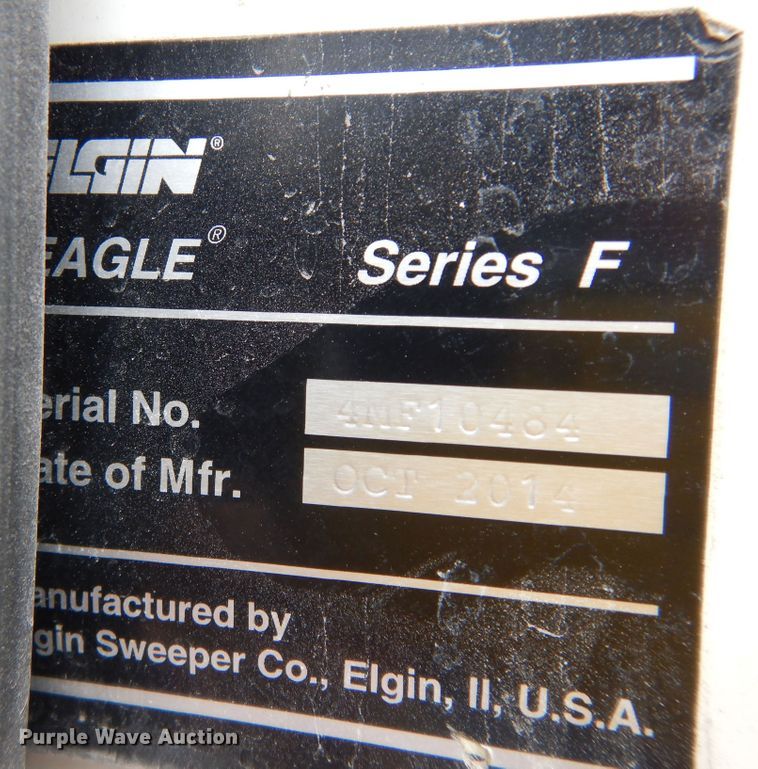 ELGIN®
EAGLE® Series F
erial No. 4MF10484
ate of Mfr. OCT 2014
anufactured by
gin Sweeper Co., Elgin, Il, U.S.A.
Purple Wave Auction